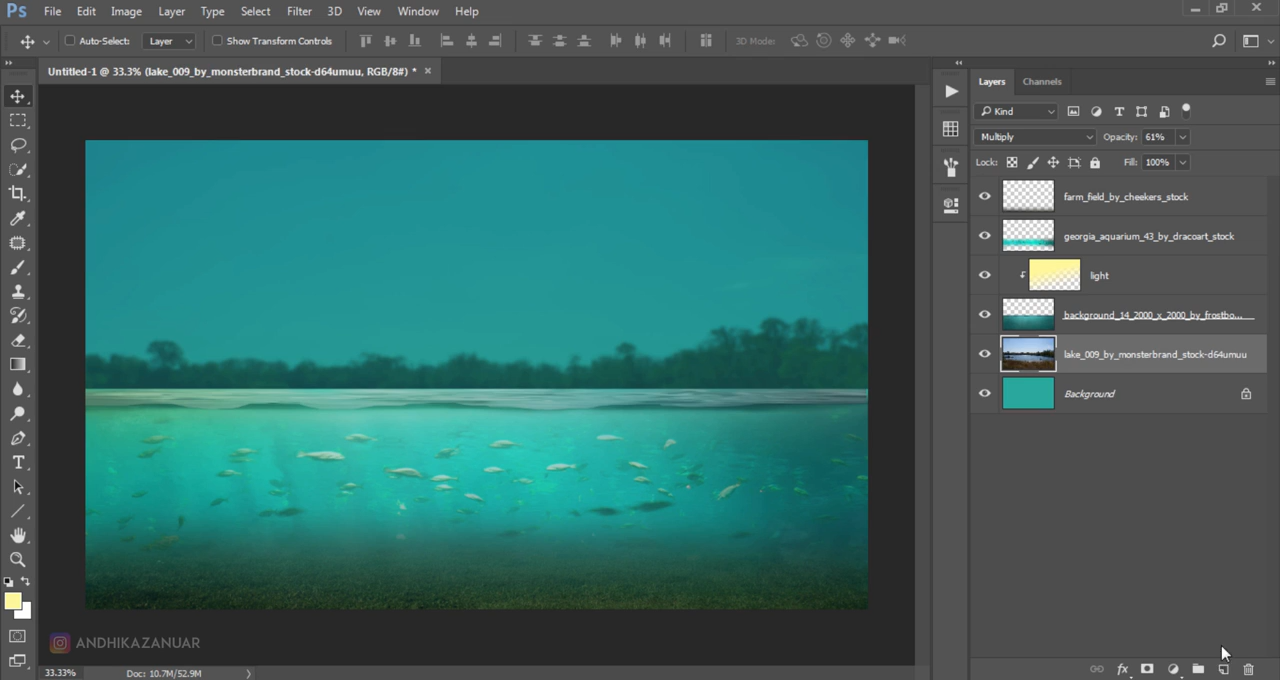 Ps File Edit Image Layer Type Select Filter 3D View Window Help
Auto-Select: Layer Show Transform Controls 3D Mode:
Untitled-1 @ 33.3% (lake_009_by_monsterbrand_stock-d64umuu, RGB/8#) * ×
Layers Channels
Kind
Multiply Opacity: 61%
Lock: Fill: 100%
farm_field_by_cheekers_stock
georgia_aquarium_43_by_dracoart_stock
light
background_14_2000_x_2000_by_frostbo...
lake_009_by_monsterbrand_stock-d64umuu
Background
ANDHIKAZANUAR
33.33% Doc: 10.7M/52.9M
fx